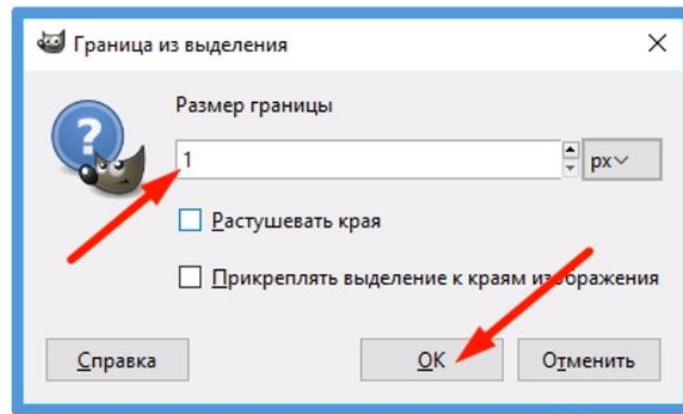 Граница из выделения
Размер границы
1
px
Растушевать края
Прикреплять выделение к краям изображения
Справка
OK
Отменить